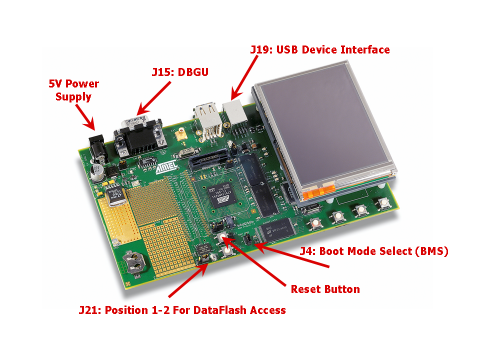 J19: USB Device Interface
J15: DBGU
5V Power
Supply
ATMEL
J4: Boot Mode Select (BMS)
Reset Button
J21: Position 1-2 For DataFlash Access